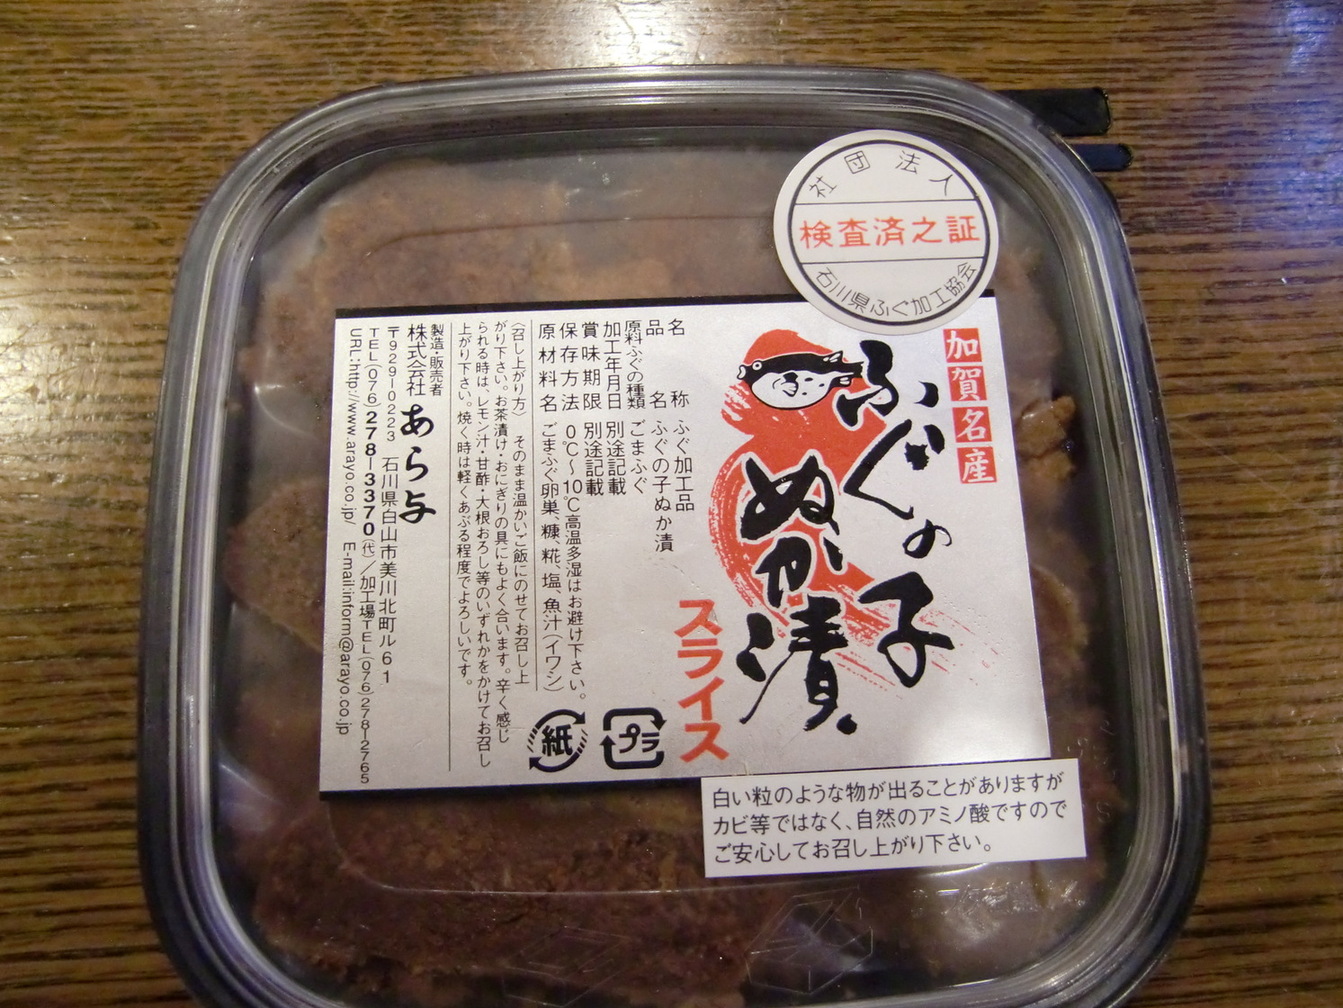 社団法人
検査済之証
石川県ふぐ加工協会
加賀名産
ふぐの子
ぬか漬
スライス
名称 ふぐ加工品
品名 ふぐの子ぬか漬
原料ふぐの種類 ごまふぐ
加工年月日 別途記載
賞味期限 別途記載
保存方法 0℃〜10℃高温多湿はお避け下さい。
原材料名 ごまふぐ卵巣、糠、糀、塩、魚汁(イワシ)
〈召し上がり方〉 そのまま温かいご飯にのせてお召し上
がり下さい。お茶漬け・おにぎりの具にもよく合います。辛く感じ
られる時は、レモン汁・甘酢・大根おろし等のいずれかをかけてお召し
上がり下さい。焼く時は軽くあぶる程度でよろしいです。
製造・販売者
株式会社 あら与
〒929-0223 石川県白山市美川北町ル61
TEL(076)278-3370(代)/加工場TEL(076)278-2765
URL:http://www.arayo.co.jp/ E-mail:inform@arayo.co.jp
紙
プラ
白い粒のような物が出ることがありますが
カビ等ではなく、自然のアミノ酸ですので
ご安心してお召し上がり下さい。